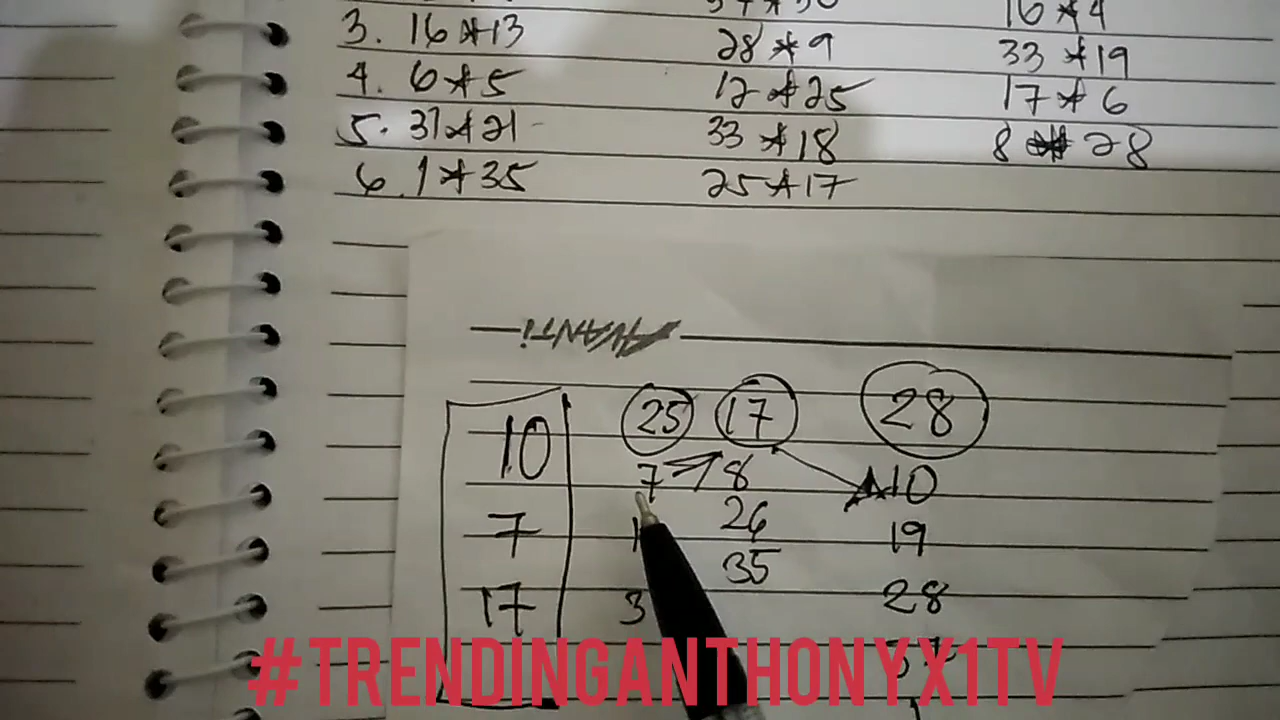 16*4
3. 16*13 28*9 33*19
4. 6*5 12*25 17*6
5. 31*21 33*18 8 28
6. 1*35 25*17
AVANTI!
25 17 28
10 7 8 10
7 26 19
35
17 3 28
#TRENDINGANTHONYX1TV